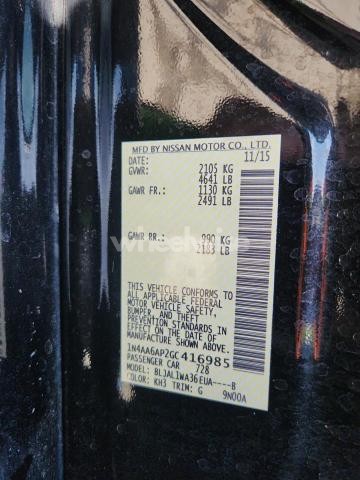 MFD BY NISSAN MOTOR CO., LTD.
DATE: 11/15
GVWR: 2105 KG
4641 LB
GAWR FR.: 1130 KG
2491 LB
GAWR RR.: 990 KG
2183 LB
THIS VEHICLE CONFORMS
TO ALL APPLICABLE FEDERAL
MOTOR VEHICLE SAFETY,
BUMPER, AND THEFT
PREVENTION STANDARDS
IN EFFECT ON THE DATE OF
MANUFACTURE SHOWN ABOVE.
1N4AA6AP2GC416985
PASSENGER CAR 728
MODEL: BLJALIWA36EUA----B
COLOR: KH3 TRIM: G 9N00A